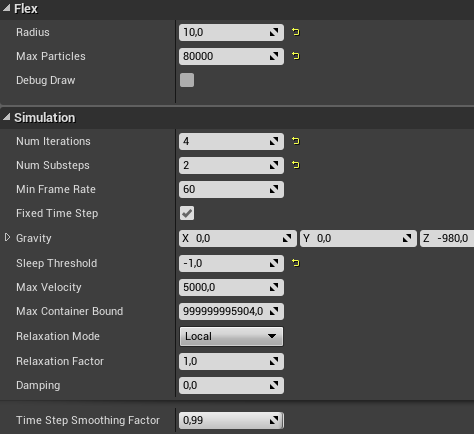 Flex
Radius 10,0
Max Particles 80000
Debug Draw
Simulation
Num Iterations 4
Num Substeps 2
Min Frame Rate 60
Fixed Time Step
Gravity X 0,0 Y 0,0 Z -980,0
Sleep Threshold -1,0
Max Velocity 5000,0
Max Container Bound 999999995904,0
Relaxation Mode Local
Relaxation Factor 1,0
Damping 0,0
Time Step Smoothing Factor 0,99